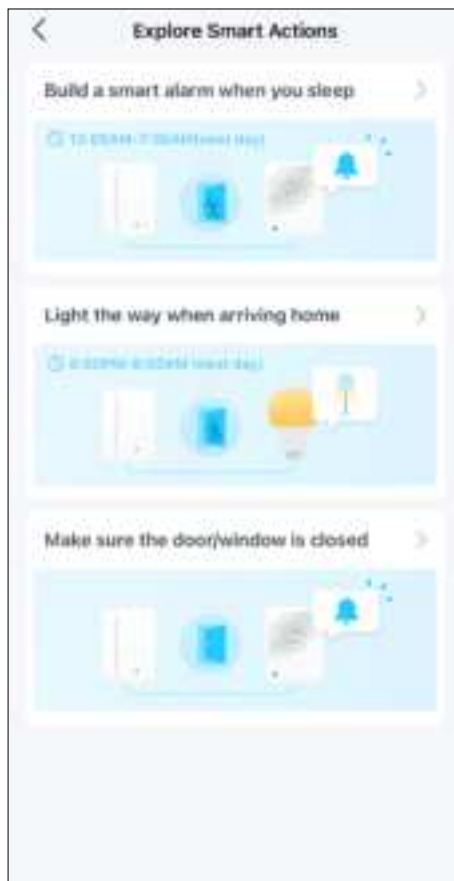 Explore Smart Actions
Build a smart alarm when you sleep
Light the way when arriving home
Make sure the door/window is closed